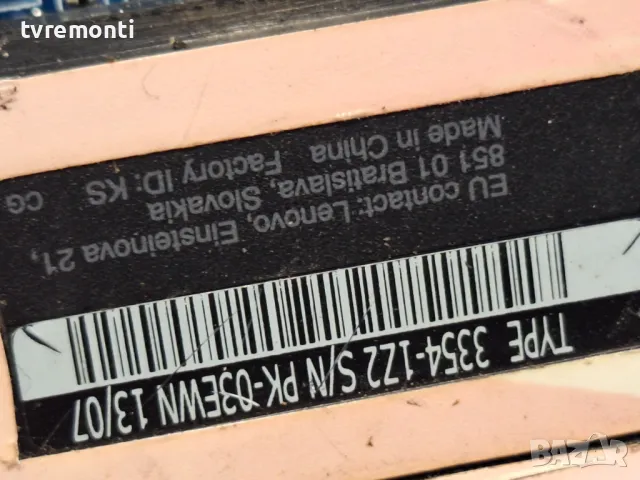 tvremonti
TYPE 3354-1Z2 S/N PK-03EWN 13/07
EU contact: Lenovo, Einsteinova 21,
851 01 Bratislava, Slovakia
Made in China Factory ID: KS CG
BAZAR